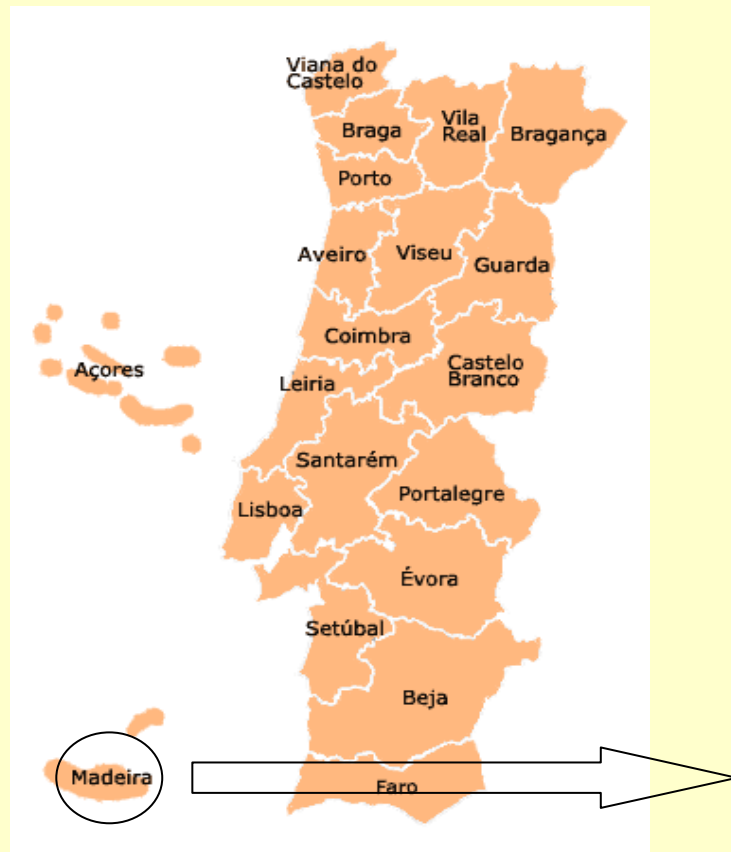 Viana do
Castelo
Braga
Vila
Real
Bragança
Porto
Aveiro
Viseu
Guarda
Coimbra
Açores
Leiria
Castelo
Branco
Santarém
Portalegre
Lisboa
Évora
Setúbal
Beja
Madeira
Faro